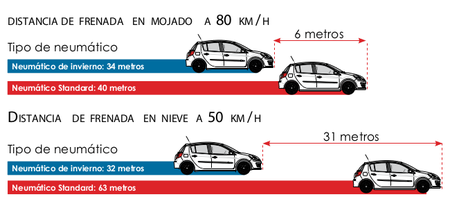 DISTANCIA DE FRENADA EN MOJADO A 80 KM/H
6 metros
Tipo de neumático
Neumático de invierno: 34 metros
Neumático Standard: 40 metros
DISTANCIA DE FRENADA EN NIEVE A 50 KM/H
31 metros
Tipo de neumático
Neumático de invierno: 32 metros
Neumático Standard: 63 metros